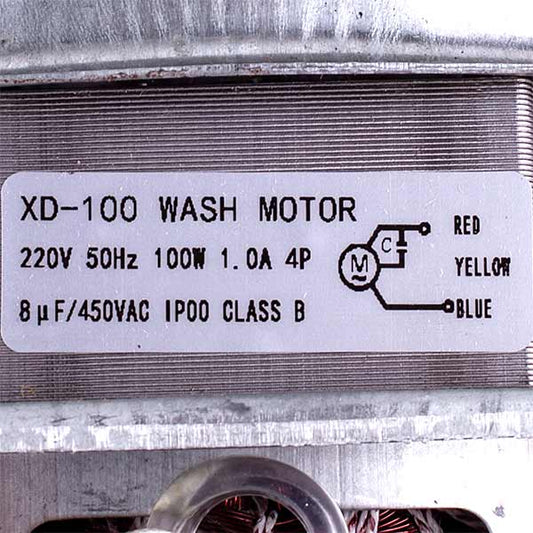 XD-100 WASH MOTOR
220V 50Hz 100W 1.0A 4P
8μF/450VAC IP00 CLASS B
C
M
RED
YELLOW
BLUE